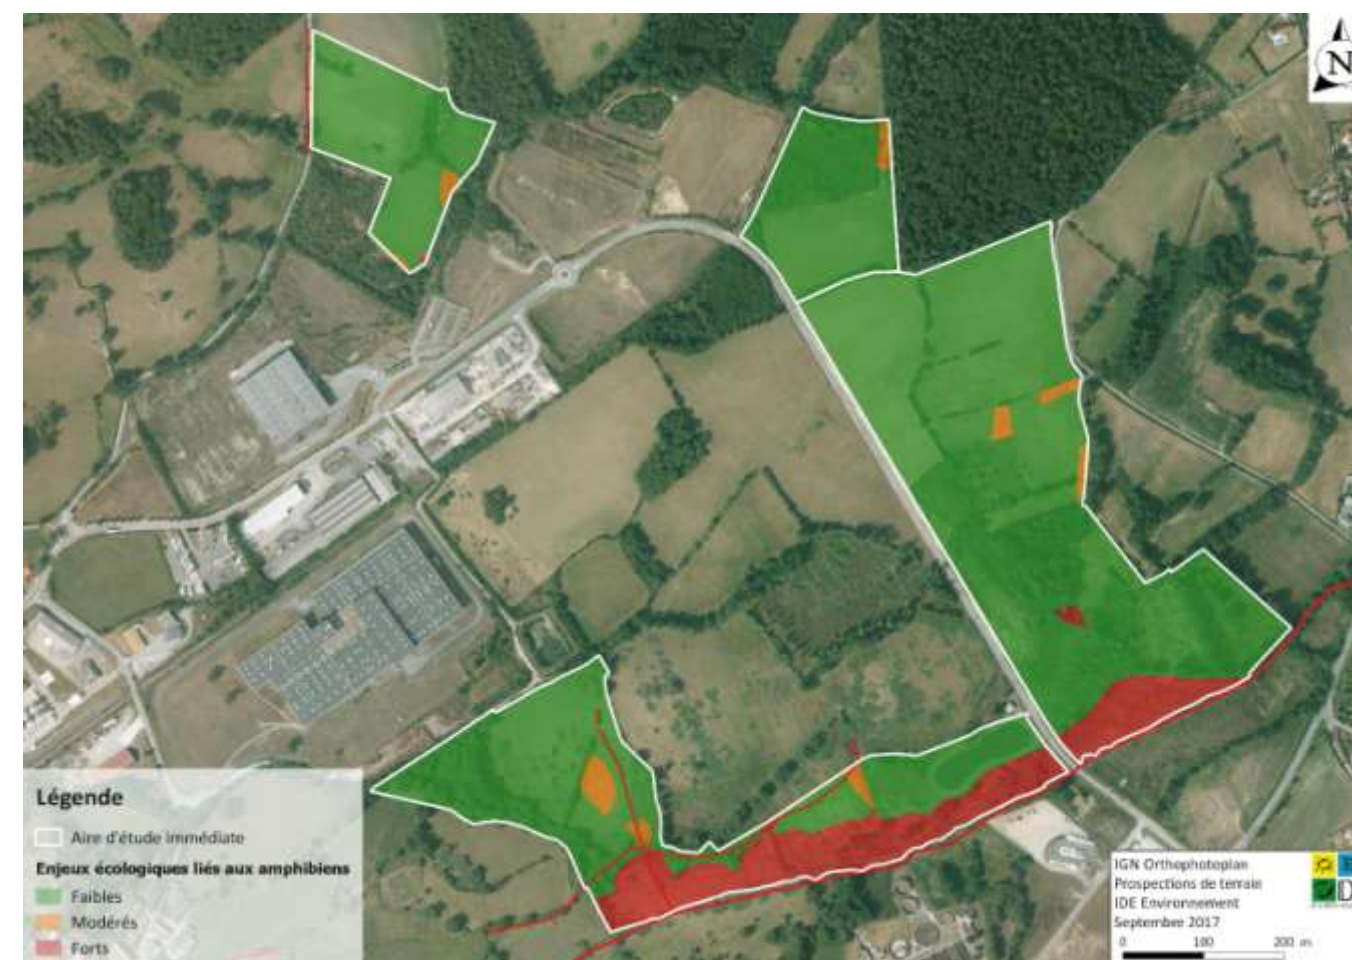 N
Légende
Aire d'étude immédiate
Enjeux écologiques liés aux amphibiens
Faibles
Modérés
Forts
IGN Orthophotoplan
Prospections de terrain
IDE Environnement
Septembre 2017
0 100 200 m